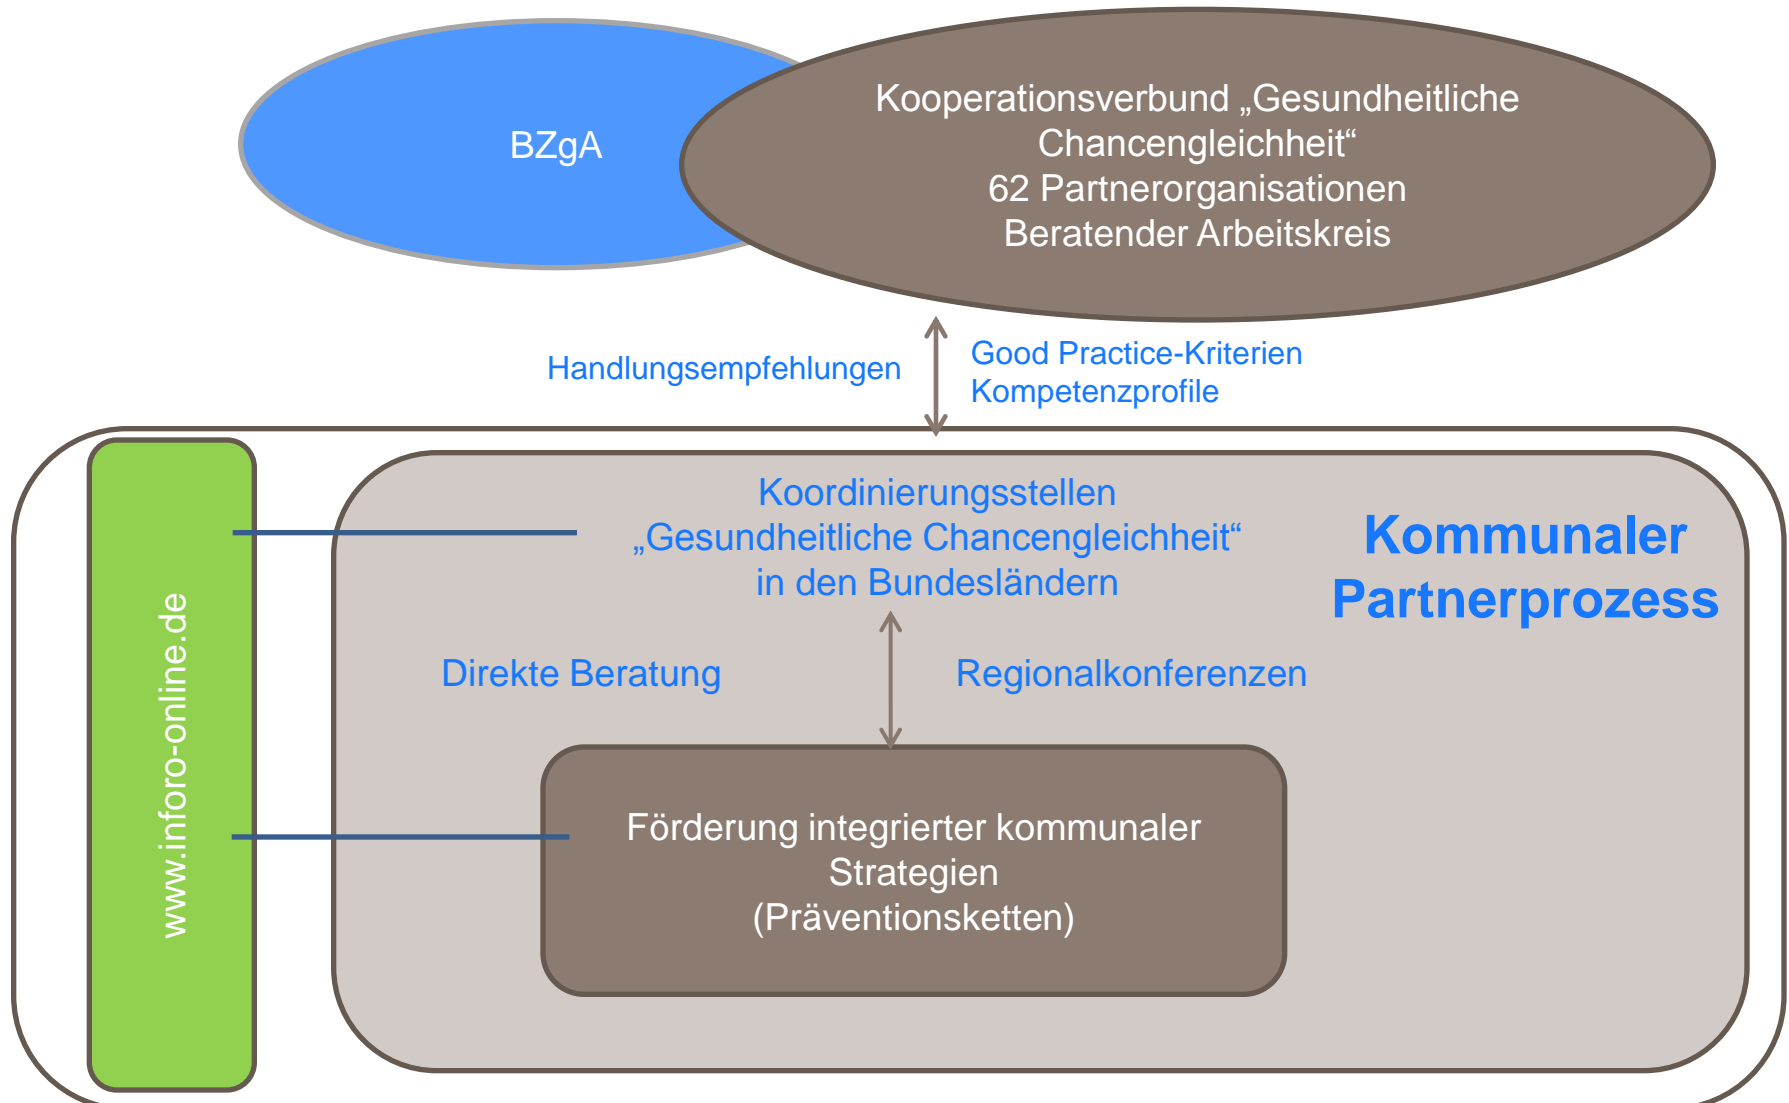 BZgA
Kooperationsverbund „Gesundheitliche
Chancengleichheit“
62 Partnerorganisationen
Beratender Arbeitskreis
Handlungsempfehlungen
Good Practice-Kriterien
Kompetenzprofile
www.inforo-online.de
Koordinierungsstellen
„Gesundheitliche Chancengleichheit“
in den Bundesländern
Kommunaler
Partnerprozess
Direkte Beratung
Regionalkonferenzen
Förderung integrierter kommunaler
Strategien
(Präventionsketten)